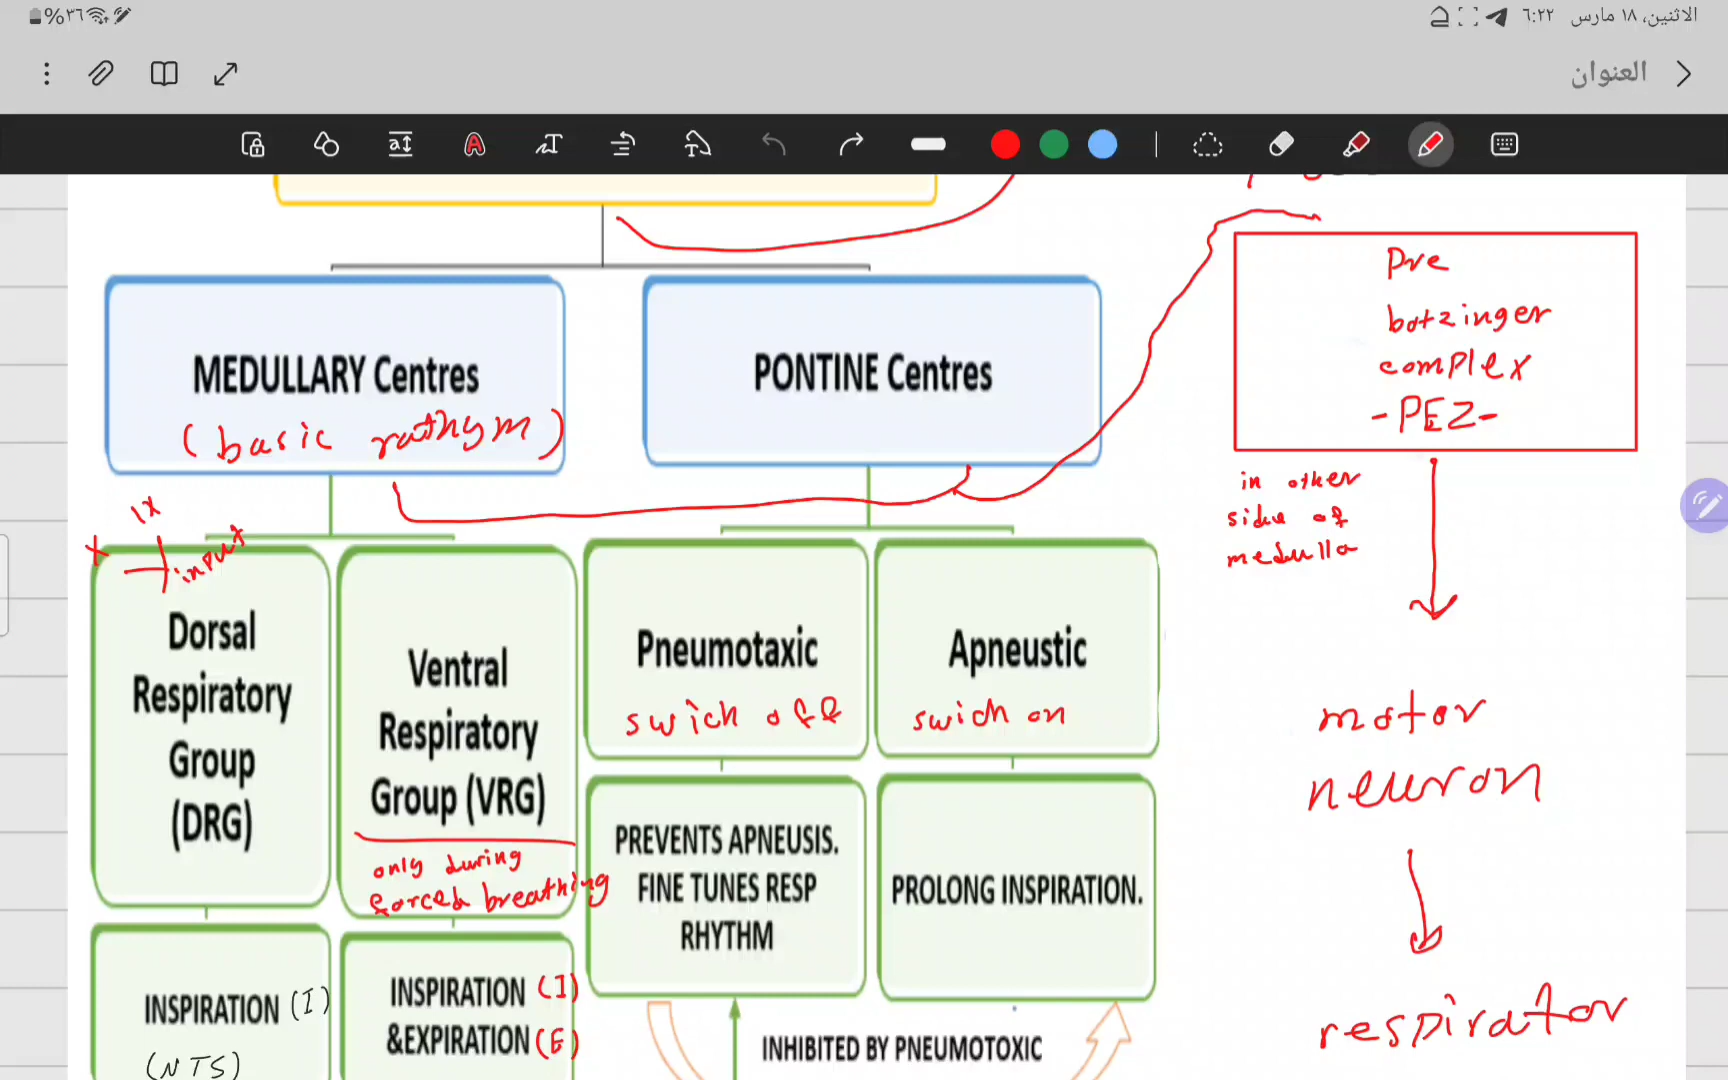 %٣٦
الاثنين، ١٨ مارس ٦:٢٢
العنوان
Pre
botzinger
complex
-PEZ-
MEDULLARY Centres
(basic rathym)
PONTINE Centres
in other
side of
medulla
IX
X
input
Dorsal
Respiratory
Group
(DRG)
Ventral
Respiratory
Group (VRG)
only during
forced breathing
Pneumotaxic
swich off
Apneustic
swich on
motor
neuron
PREVENTS APNEUSIS.
FINE TUNES RESP
RHYTHM
PROLONG INSPIRATION.
INSPIRATION (I)
(NTS)
INSPIRATION (I)
&EXPIRATION (E)
INHIBITED BY PNEUMOTOXIC
respirator